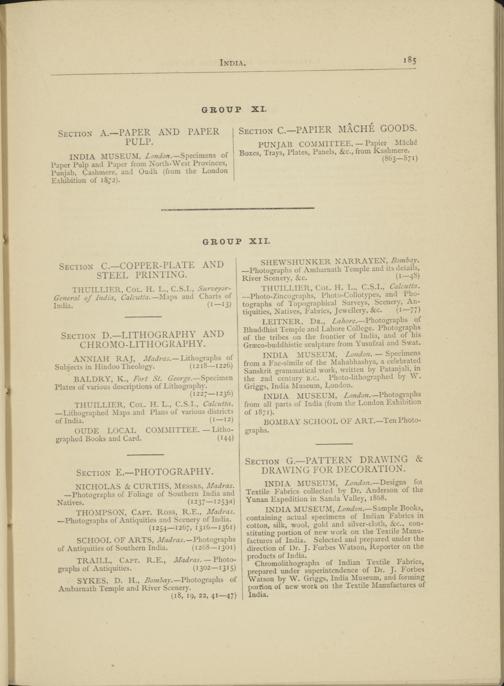 INDIA.
185
GROUP XI.
SECTION A.—PAPER AND PAPER
PULP.
INDIA MUSEUM, London.—Specimens of
Paper Pulp and Paper from North-West Provinces,
Punjab, Cashmere, and Oudh (from the London
Exhibition of 1872).
SECTION C.—PAPIER MÂCHÉ GOODS.
PUNJAB COMMITTEE.—Papier Mâché
Boxes, Trays, Plates, Panels, &c., from Kashmere.
(863—871)
GROUP XII.
SECTION C.—COPPER-PLATE AND
STEEL PRINTING.
THUILLIER, COL. H. L., C.S.I., Surveyor-
General of India, Calcutta.—Maps and Charts of
India. (1—13)
SECTION D.—LITHOGRAPHY AND
CHROMO-LITHOGRAPHY.
ANNIAH RAJ, Madras.—Lithographs of
Subjects in Hindoo Theology. (1218—1226)
BALDRY, K., Fort St. George.—Specimen
Plates of various descriptions of Lithography.
(1227—1236)
THUILLIER, COL. H. L., C.S.I., Calcutta.
—Lithographed Maps and Plans of various districts
of India. (1—12)
OUDE LOCAL COMMITTEE.—Litho-
graphed Books and Card. (144)
SECTION E.—PHOTOGRAPHY.
NICHOLAS & CURTHS, MESSRS, Madras.
—Photographs of Foliage of Southern India and
Natives. (1237—1253a)
THOMPSON, CAPT. ROSS, R.E., Madras.
—Photographs of Antiquities and Scenery of India.
(1254—1267, 1316—1361)
SCHOOL OF ARTS, Madras.—Photographs
of Antiquities of Southern India. (1268—1301)
TRAILL, CAPT. R.E., Madras.—Photo-
graphs of Antiquities. (1302—1315)
SYKES, D. H., Bombay.—Photographs of
Ambarnath Temple and River Scenery.
(18, 19, 22, 41—47)
SHEWSHUNKER NARRAYEN, Bombay.
—Photographs of Ambarnath Temple and its details,
River Scenery, &c. (1—48)
THUILLIER, COL. H. L., C.S.I., Calcutta.
—Photo-Zincographs, Photo-Collotypes, and Pho-
tographs of Topographical Surveys, Scenery, An-
tiquities, Natives, Fabrics, Jewellery, &c. (1—77)
LEITNER, DR., Lahore.—Photographs of
Bhuddhist Temple and Lahore College. Photographs
of the tribes on the frontier of India, and of his
Græco-buddhistic sculpture from Yusufzai and Swat.
INDIA MUSEUM, London.—Specimens
from a Fac-simile of the Mahabhashya, a celebrated
Sanskrit gramatical work, written by Patanjali, in
the 2nd century B.C. Photo-lithographed by W.
Griggs, India Museum, London.
INDIA MUSEUM, London.—Photographs
from all parts of India (from the London Exhibition
of 1871).
BOMBAY SCHOOL OF ART.—Ten Photo-
graphs.
SECTION G.—PATTERN DRAWING &
DRAWING FOR DECORATION.
INDIA MUSEUM, London.—Designs for
Textile Fabrics collected by Dr. Anderson of the
Yunan Expedition in Sanda Valley, 1868.
INDIA MUSEUM, London.—Sample Books,
containing actual specimens of Indian Fabrics in
cotton, silk, wool, gold and silver-cloth, &c., con-
stituting portion of new work on the Textile Manu-
factures of India. Selected and prepared under the
direction of Dr. J. Forbes Watson, Reporter on the
products of India.
Chromolithographs of Indian Textile Fabrics,
prepared under superintendence of Dr. J. Forbes
Watson by W. Griggs, India Museum, and forming
portion of new work on the Textile Manufactures of
India.